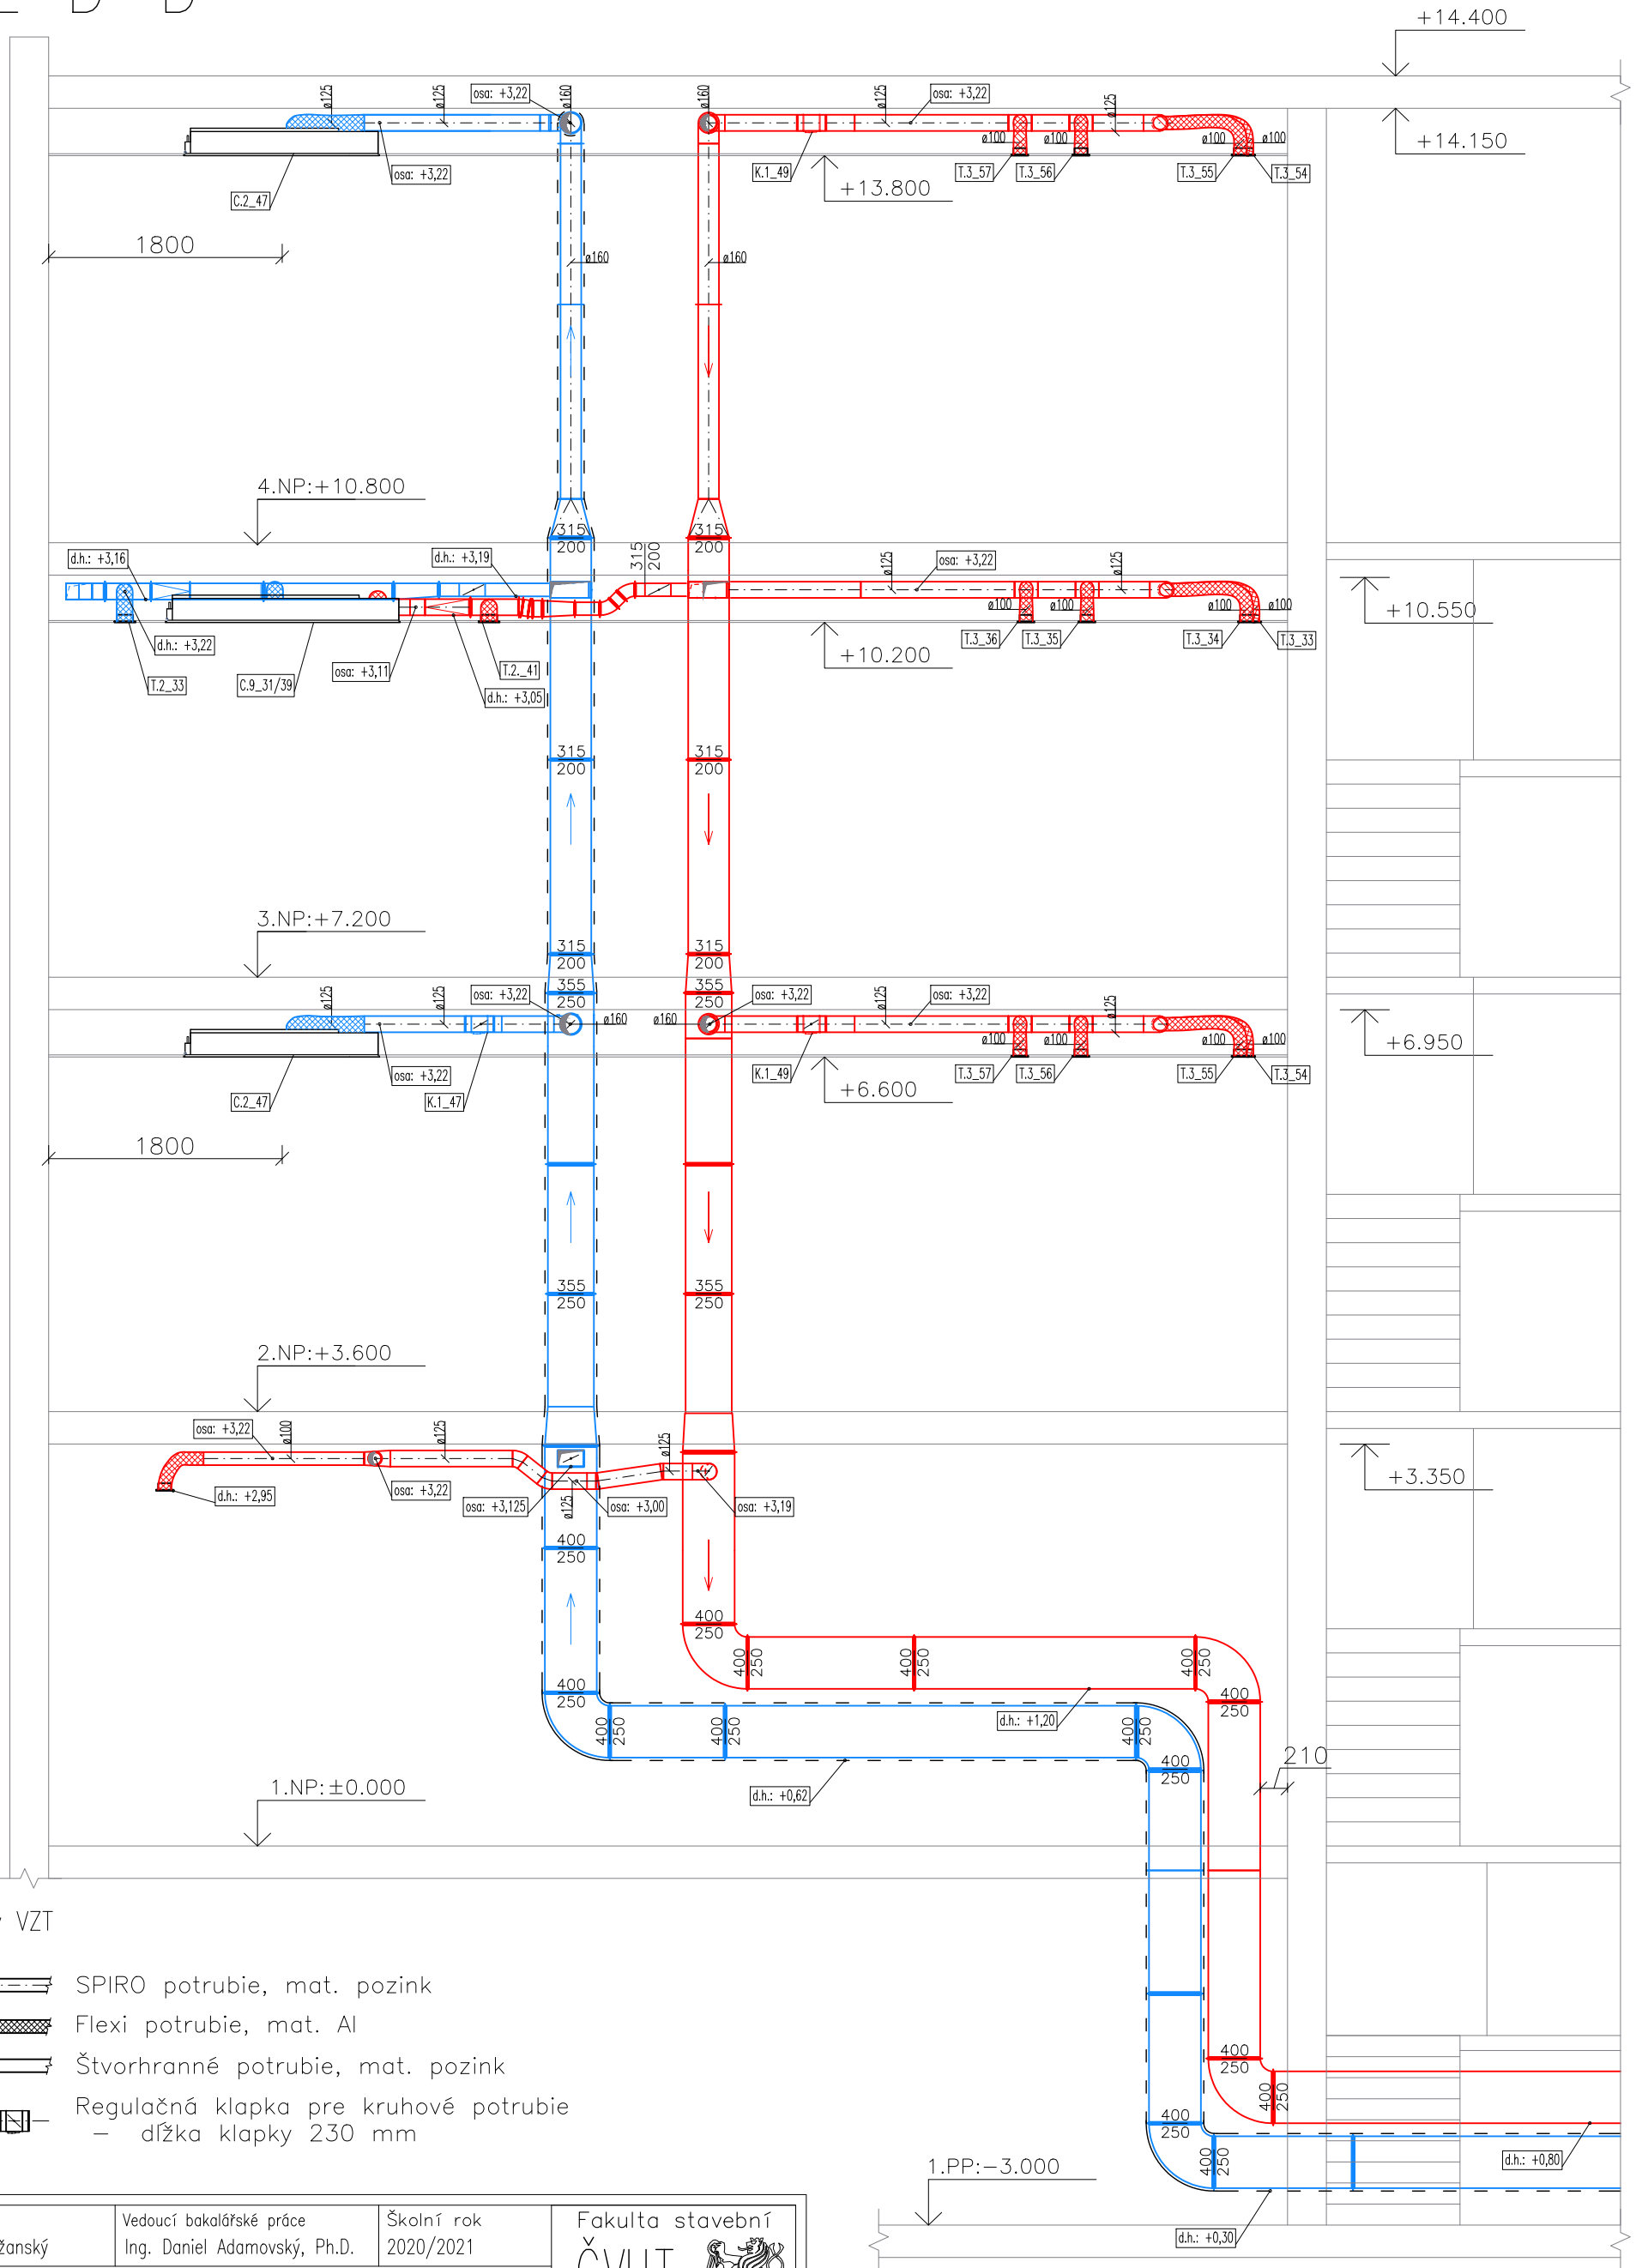 +14.400
ø125
ø125
osa: +3,22
ø160
ø160
ø125
osa: +3,22
ø125
ø100
ø100
ø100
ø100
+14.150
osa: +3,22
K.1_49
T.3_57
T.3_56
T.3_55
T.3_54
C.2_47
+13.800
1800
ø160
ø160
4.NP:+10.800
315
200
315
200
d.h.: +3,16
d.h.: +3,19
315
200
ø125
osa: +3,22
ø125
ø100
ø100
ø100
ø100
+10.550
d.h.: +3,22
T.3_36
T.3_35
T.3_34
T.3_33
+10.200
osa: +3,11
T.2_33
C.9_31/39
T.2._41
d.h.: +3,05
315
200
315
200
3.NP:+7.200
315
200
315
200
355
250
355
250
ø125
ø125
osa: +3,22
ø160
ø160
osa: +3,22
ø125
osa: +3,22
ø125
ø100
ø100
ø100
ø100
+6.950
osa: +3,22
K.1_49
T.3_57
T.3_56
T.3_55
T.3_54
C.2_47
K.1_47
+6.600
1800
355
250
355
250
2.NP:+3.600
osa: +3,22
ø100
ø125
ø125
+3.350
d.h.: +2,95
osa: +3,22
osa: +3,125
ø125
osa: +3,00
osa: +3,19
400
250
400
250
400
250
400
250
400
250
400
250
400
250
400
250
400
250
400
250
d.h.: +1,20
400
250
210
1.NP:±0.000
d.h.: +0,62
VZT
SPIRO potrubie, mat. pozink
Flexi potrubie, mat. Al
Štvorhranné potrubie, mat. pozink
Regulačná klapka pre kruhové potrubie
– dĺžka klapky 230 mm
400
250
400
250
400
250
400
250
d.h.: +0,80
1.PP:−3.000
d.h.: +0,30
Vedoucí bakalářské práce
Školní rok
Fakulta stavební
žanský
Ing. Daniel Adamovský, Ph.D.
2020/2021
ČVUT